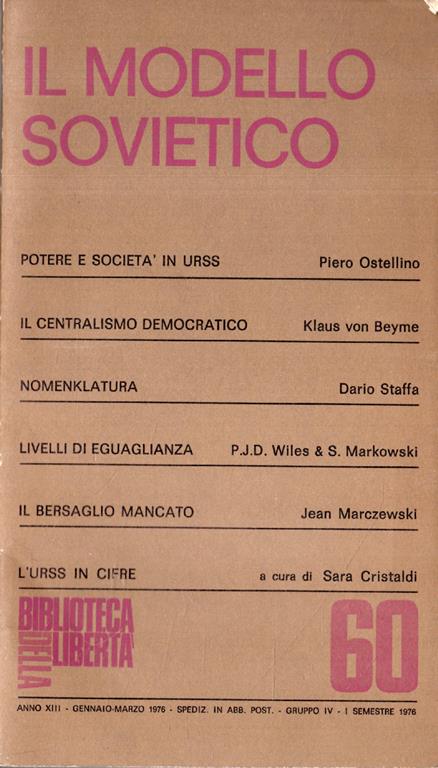 IL MODELLO
SOVIETICO
POTERE E SOCIETA' IN URSS Piero Ostellino
IL CENTRALISMO DEMOCRATICO Klaus von Beyme
NOMENKLATURA Dario Staffa
LIVELLI DI EGUAGLIANZA P.J.D. Wiles & S. Markowski
IL BERSAGLIO MANCATO Jean Marczewski
L'URSS IN CIFRE a cura di Sara Cristaldi
BIBLIOTECA
DELLA
LIBERTA'
60
ANNO XIII - GENNAIO-MARZO 1976 - SPEDIZ. IN ABB. POST. - GRUPPO IV - I SEMESTRE 1976